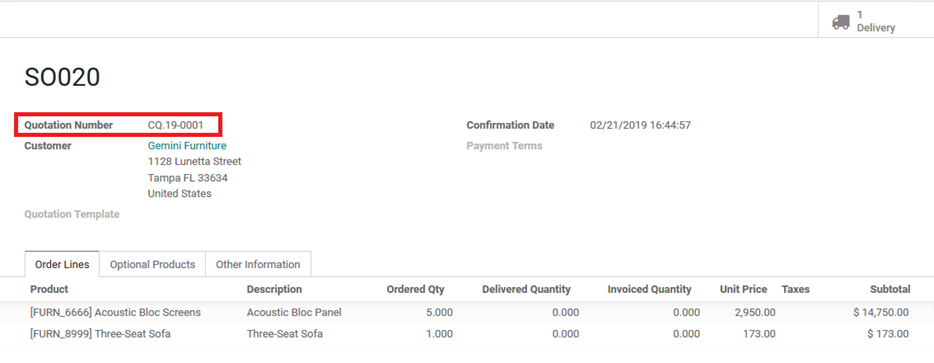 1
Delivery
SO020
Quotation Number CQ.19-0001 Confirmation Date 02/21/2019 16:44:57
Customer Gemini Furniture Payment Terms
1128 Lunetta Street
Tampa FL 33634
United States
Quotation Template
Order Lines Optional Products Other Information
Product Description Ordered Qty Delivered Quantity Invoiced Quantity Unit Price Taxes Subtotal
[FURN_6666] Acoustic Bloc Screens Acoustic Bloc Panel 5.000 0.000 0.000 2,950.00 $ 14,750.00
[FURN_8999] Three-Seat Sofa Three-Seat Sofa 1.000 0.000 0.000 173.00 $ 173.00